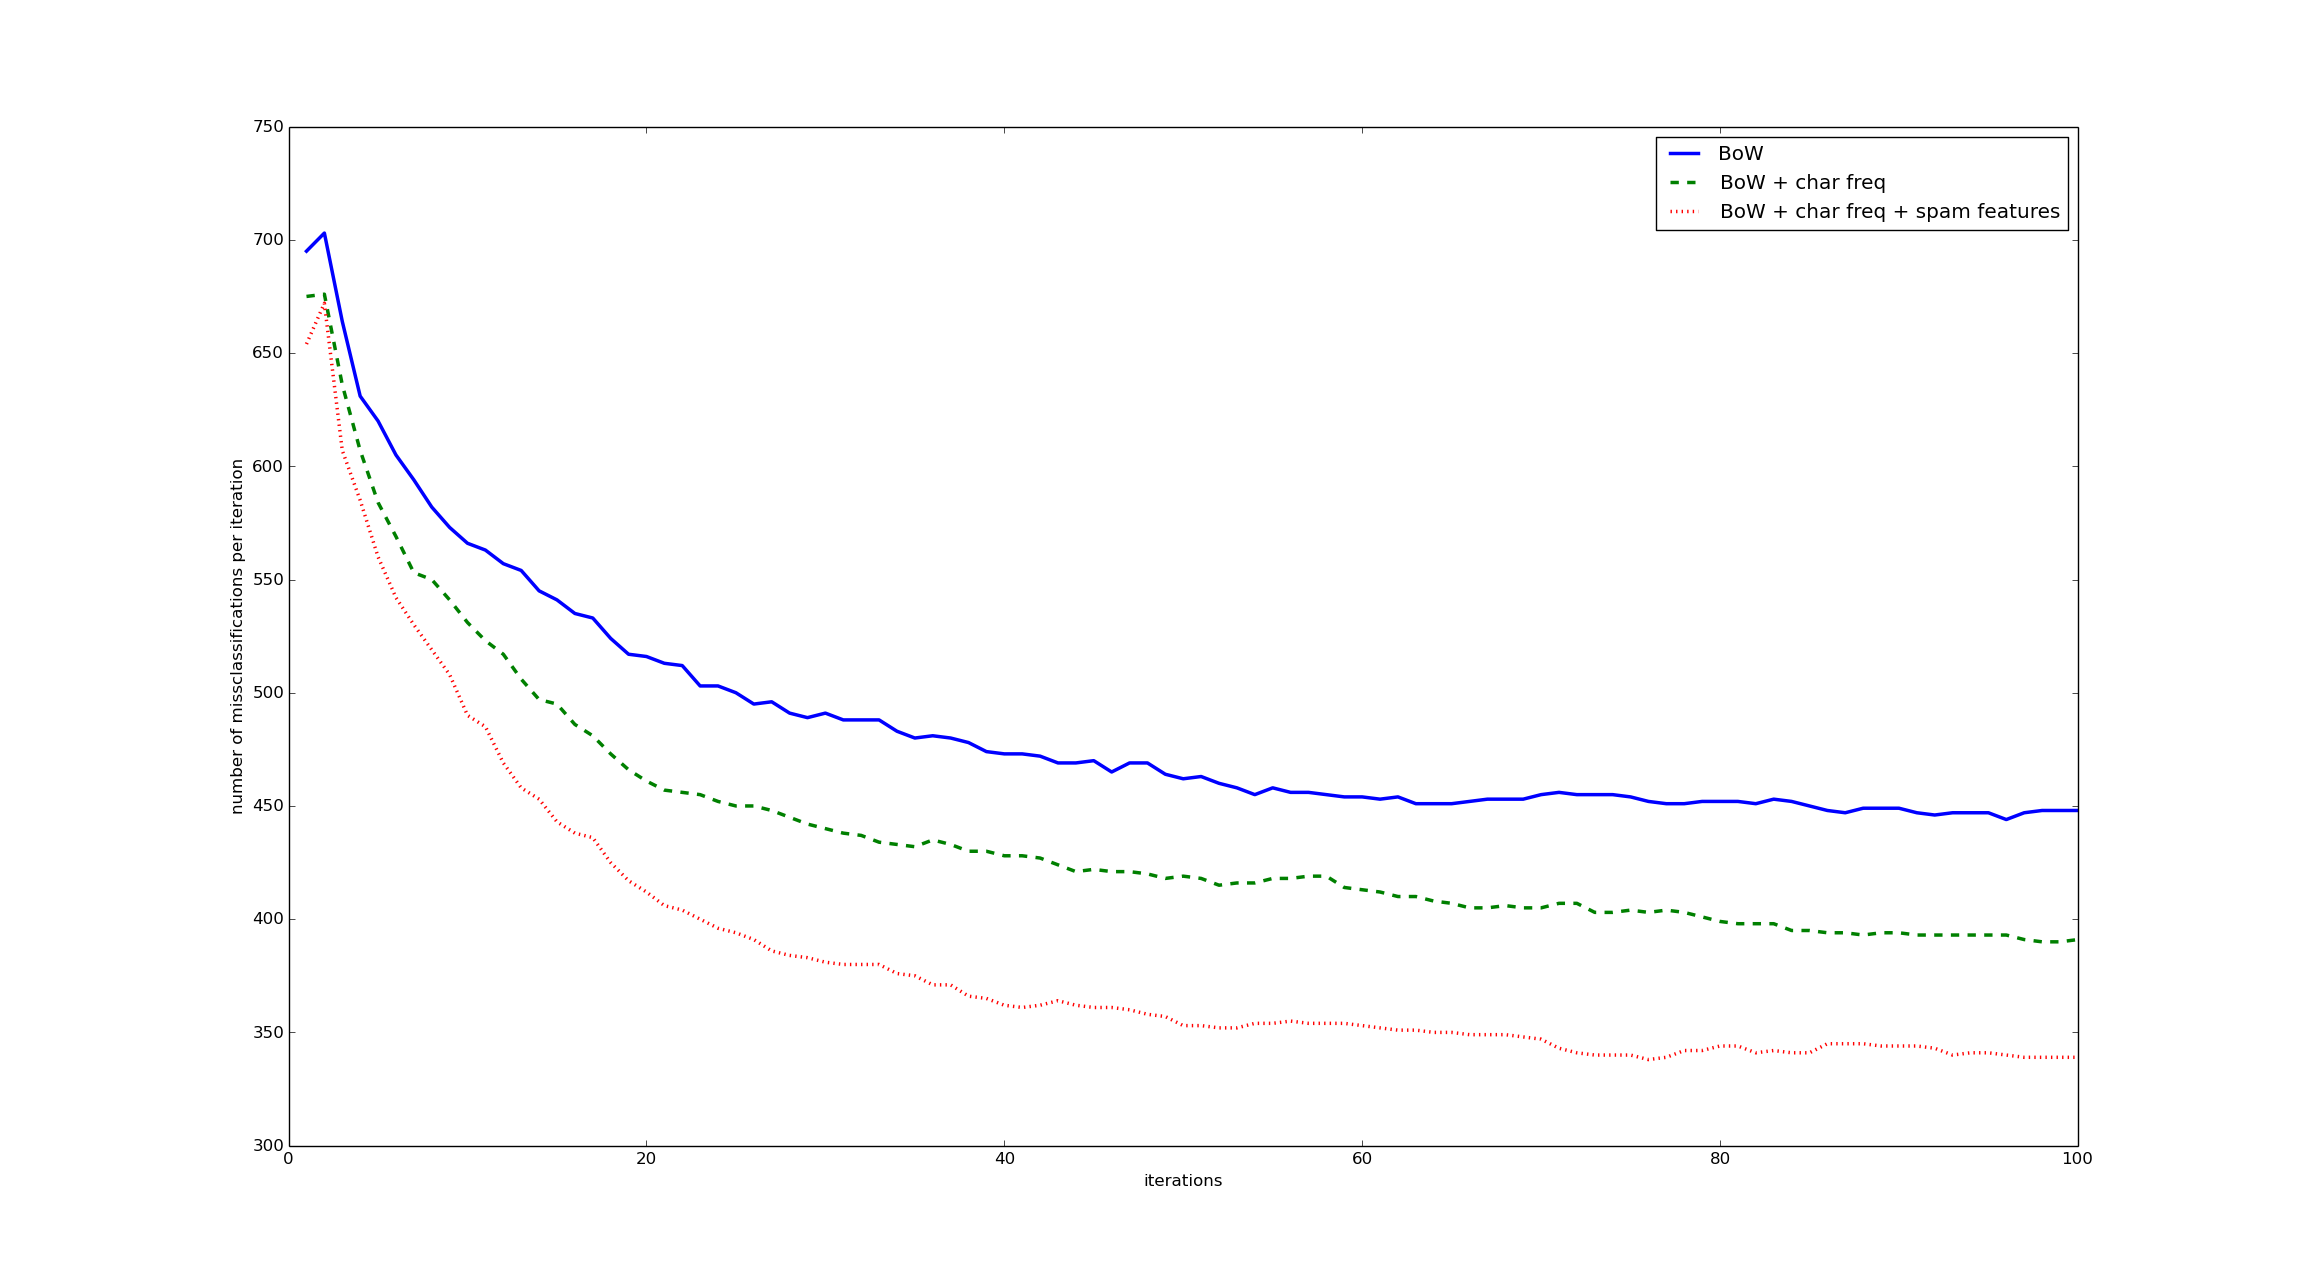 750
700
650
600
550
500
450
400
350
300
number of missclassifications per iteration
BoW
BoW + char freq
BoW + char freq + spam features
0 20 40 60 80 100
iterations